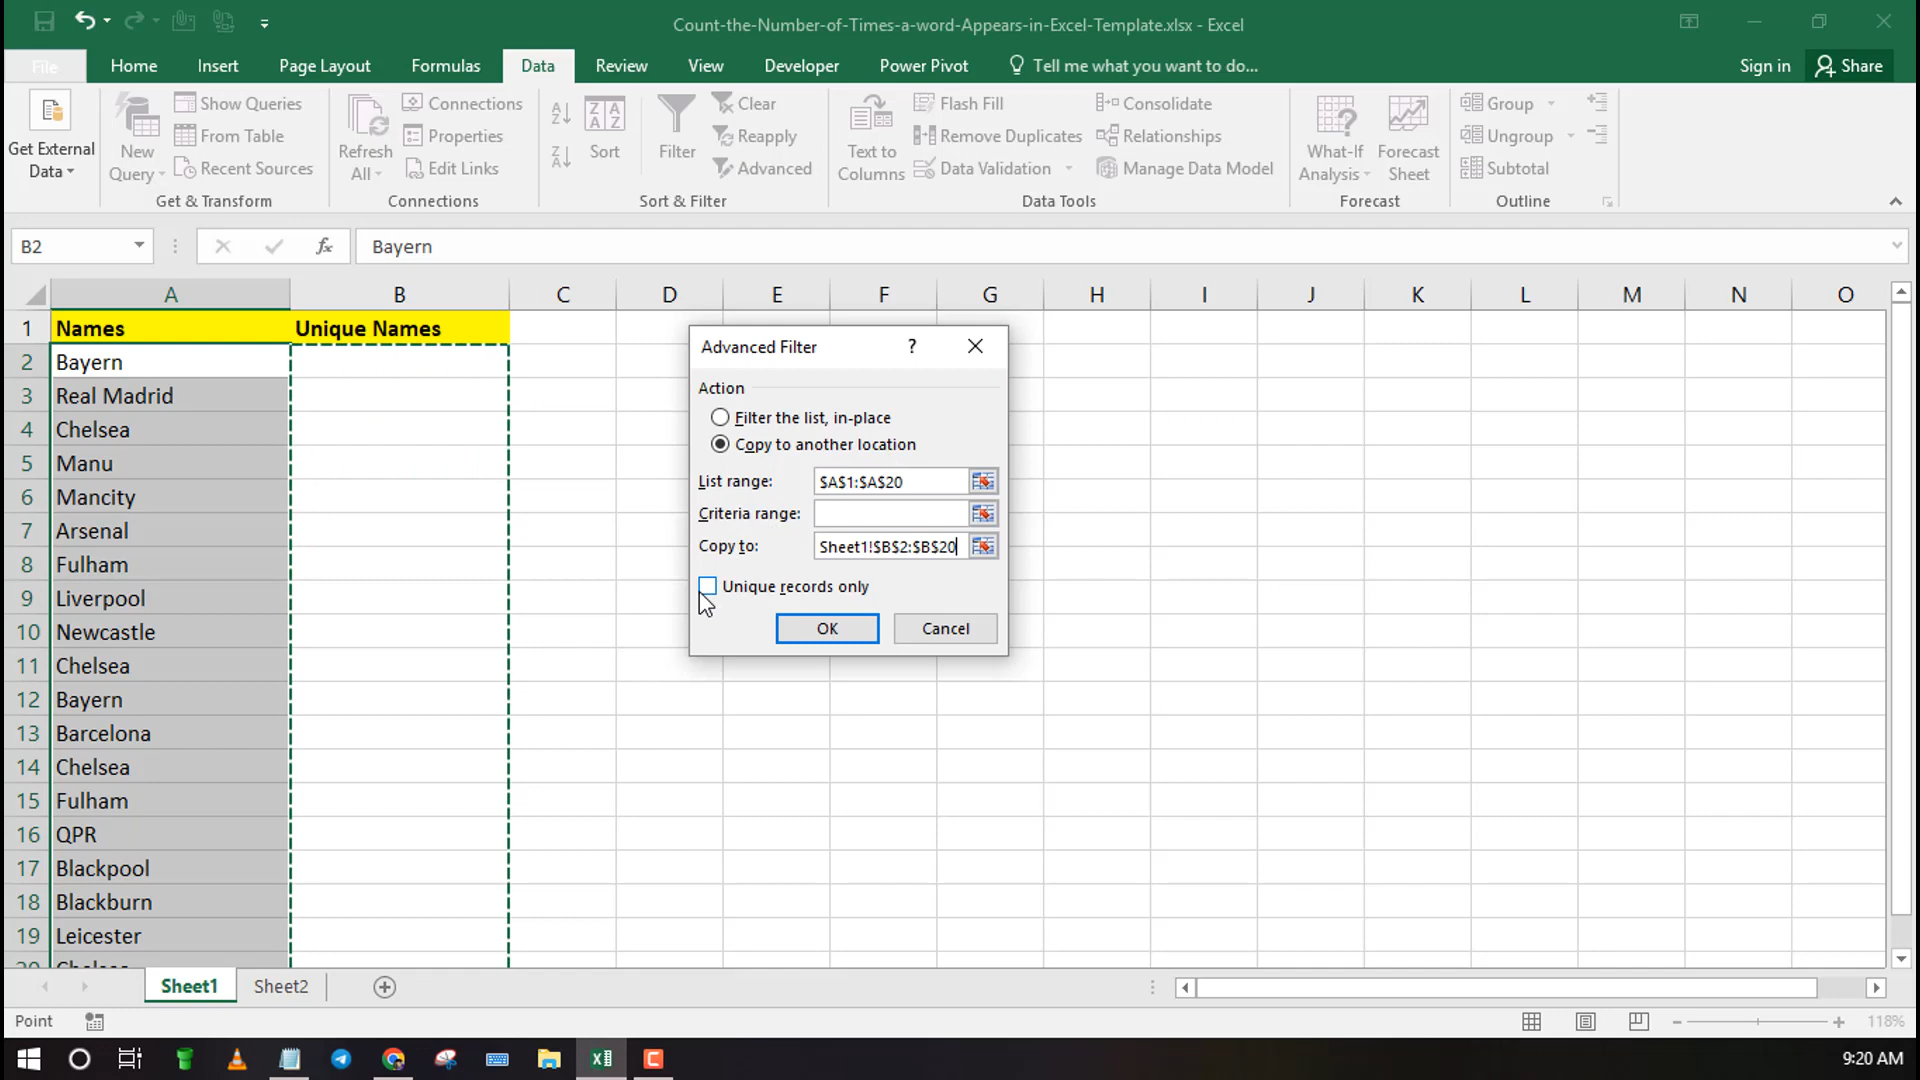 Count-the-Number-of-Times-a-word-Appears-in-Excel-Template.xlsx - Excel
File Home Insert Page Layout Formulas Data Review View Developer Power Pivot Tell me what you want to do... Sign in Share
Get External Data
New Query
Show Queries
From Table
Recent Sources
Get & Transform
Refresh All
Connections
Properties
Edit Links
Connections
Sort
Filter
Clear
Reapply
Advanced
Sort & Filter
Text to Columns
Flash Fill
Remove Duplicates
Data Validation
Consolidate
Relationships
Manage Data Model
Data Tools
What-If Analysis
Forecast Sheet
Forecast
Group
Ungroup
Subtotal
Outline
B2 fx Bayern
A B C D E F G H I J K L M N O
1 Names Unique Names
2 Bayern
3 Real Madrid
4 Chelsea
5 Manu
6 Mancity
7 Arsenal
8 Fulham
9 Liverpool
10 Newcastle
11 Chelsea
12 Bayern
13 Barcelona
14 Chelsea
15 Fulham
16 QPR
17 Blackpool
18 Blackburn
19 Leicester
20 Chelsea
Advanced Filter ?
Action
Filter the list, in-place
Copy to another location
List range: $A$1:$A$20
Criteria range:
Copy to: Sheet1!$B$2:$B$20
Unique records only
OK Cancel
Sheet1 Sheet2
Point 118%
9:20 AM